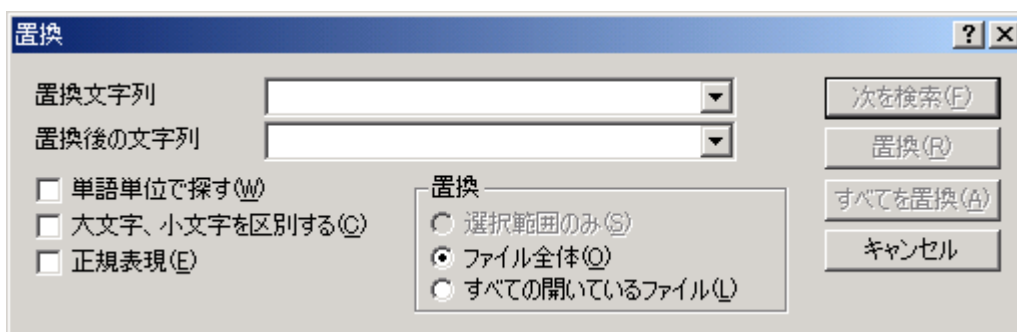 置換
置換文字列
次を検索(F)
置換後の文字列
置換(R)
単語単位で探す(W)
大文字、小文字を区別する(C)
正規表現(E)
置換
選択範囲のみ(S)
ファイル全体(O)
すべての開いているファイル(L)
すべてを置換(A)
キャンセル